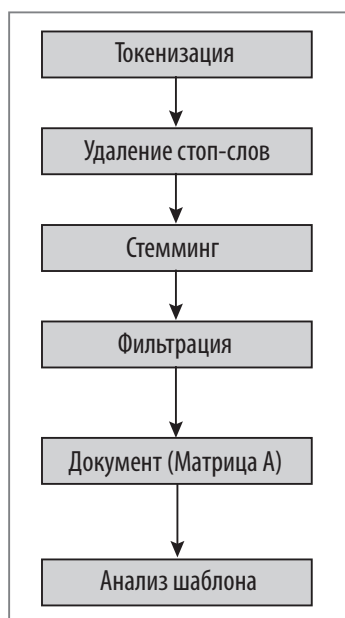 Токенизация
Удаление стоп-слов
Стемминг
Фильтрация
Документ (Матрица А)
Анализ шаблона